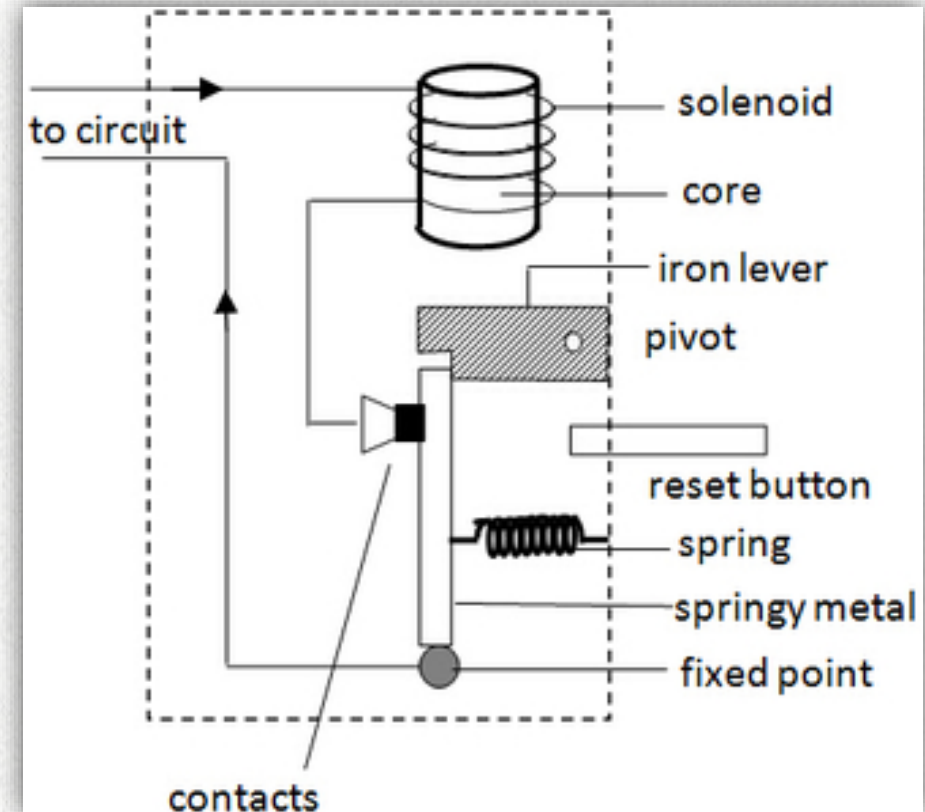 solenoid
to circuit
core
iron lever
pivot
reset button
spring
springy metal
fixed point
contacts